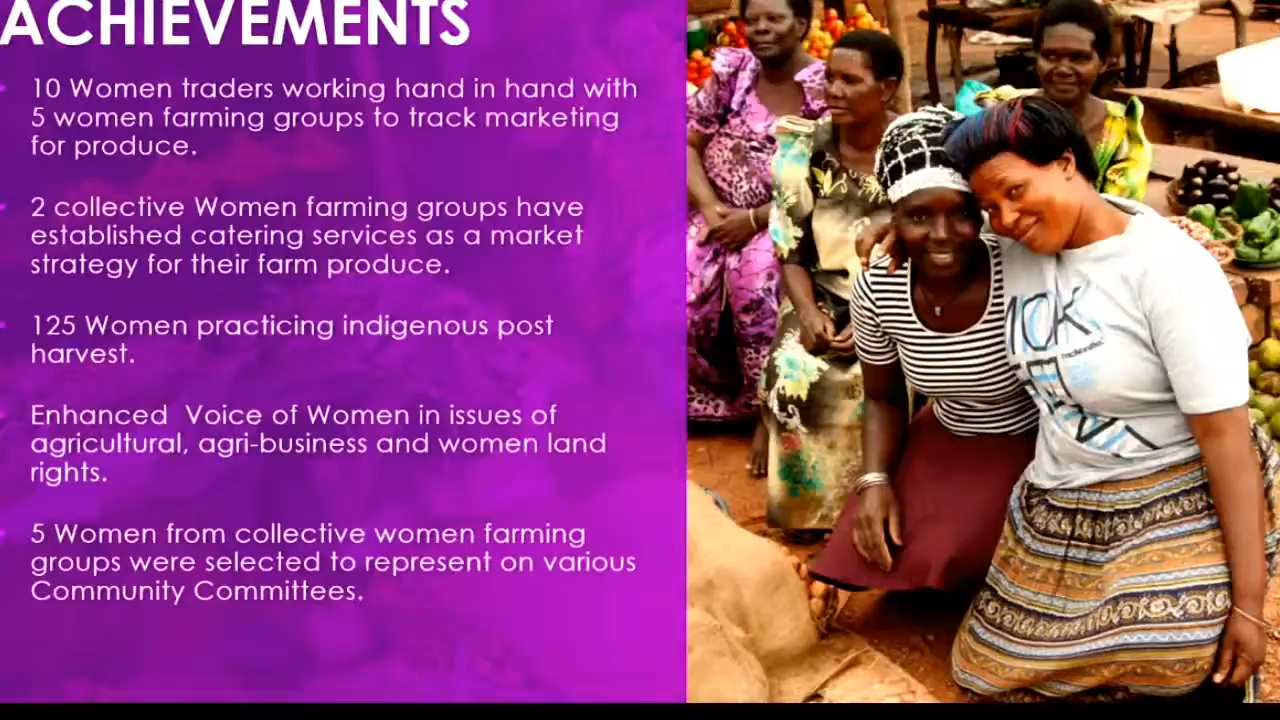 ACHIEVEMENTS
10 Women traders working hand in hand with
5 women farming groups to track marketing
for produce.
2 collective Women farming groups have
established catering services as a market
strategy for their farm produce.
125 Women practicing indigenous post
harvest.
Enhanced  Voice of Women in issues of
agricultural, agri-business and women land
rights.
5 Women from collective women farming
groups were selected to represent on various
Community Committees.